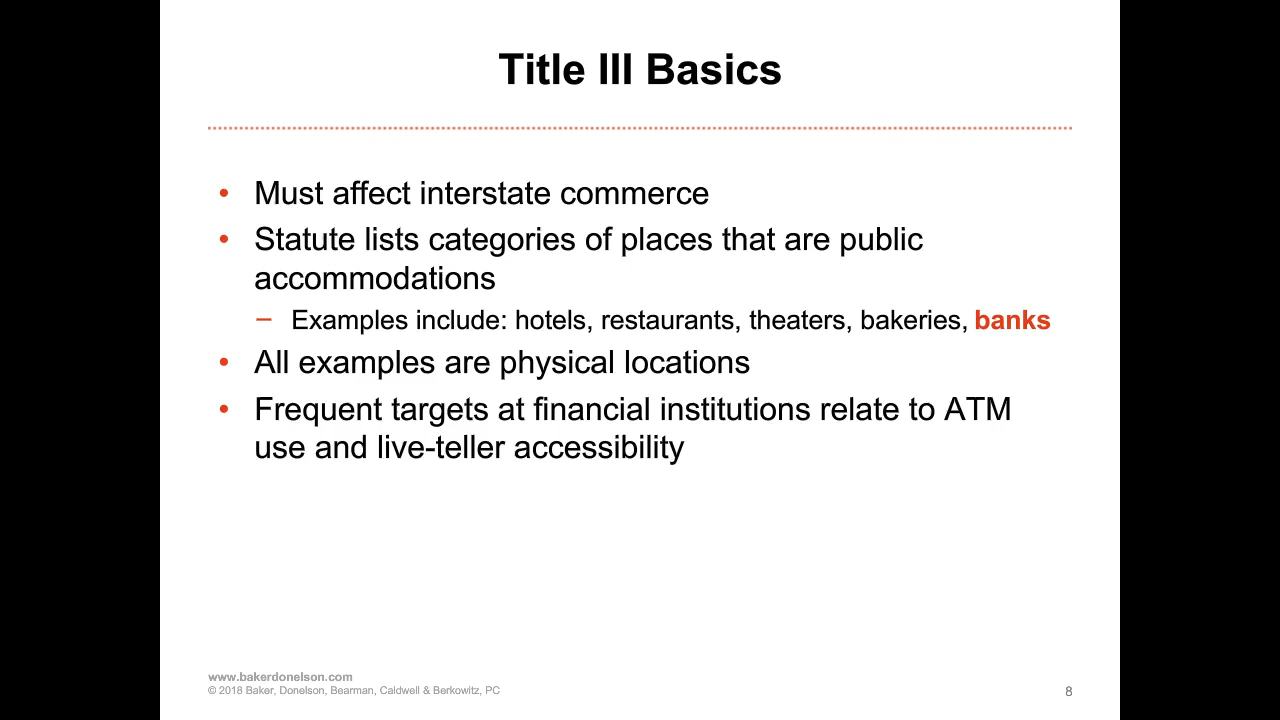 Title III Basics
• Must affect interstate commerce
• Statute lists categories of places that are public
accommodations
– Examples include: hotels, restaurants, theaters, bakeries, banks
• All examples are physical locations
• Frequent targets at financial institutions relate to ATM
use and live-teller accessibility
www.bakerdonelson.com
© 2018 Baker, Donelson, Bearman, Caldwell & Berkowitz, PC
8